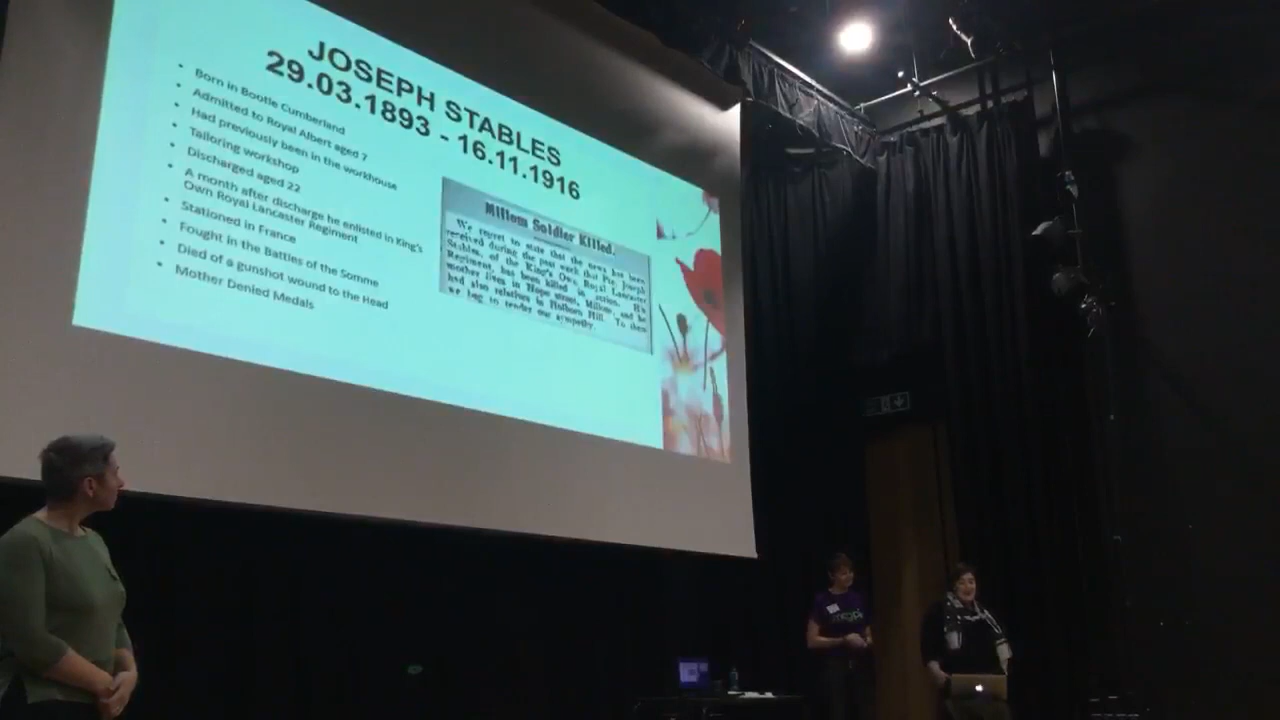 JOSEPH STABLES
29.03.1893 - 16.11.1916
• Born in Bootle Cumberland
• Admitted to Royal Albert aged 7
• Had previously been in the workhouse
• Tailoring workshop
• Discharged aged 22
• A month after discharge he enlisted in King's
Own Royal Lancaster Regiment
• Stationed in France
• Fought in the Battles of the Somme
• Died of a gunshot wound to the Head
• Mother Denied Medals
Millom Soldier Killed.
We regret to state that the news has been
received during the past week that Pte. Joseph
Stables, of the King's Own Royal Lancaster
Regiment, has been killed in action. His
mother lives in Hope street, Millom, and he
had also relatives in Holborn Hill. To them
we beg to tender our sympathy.